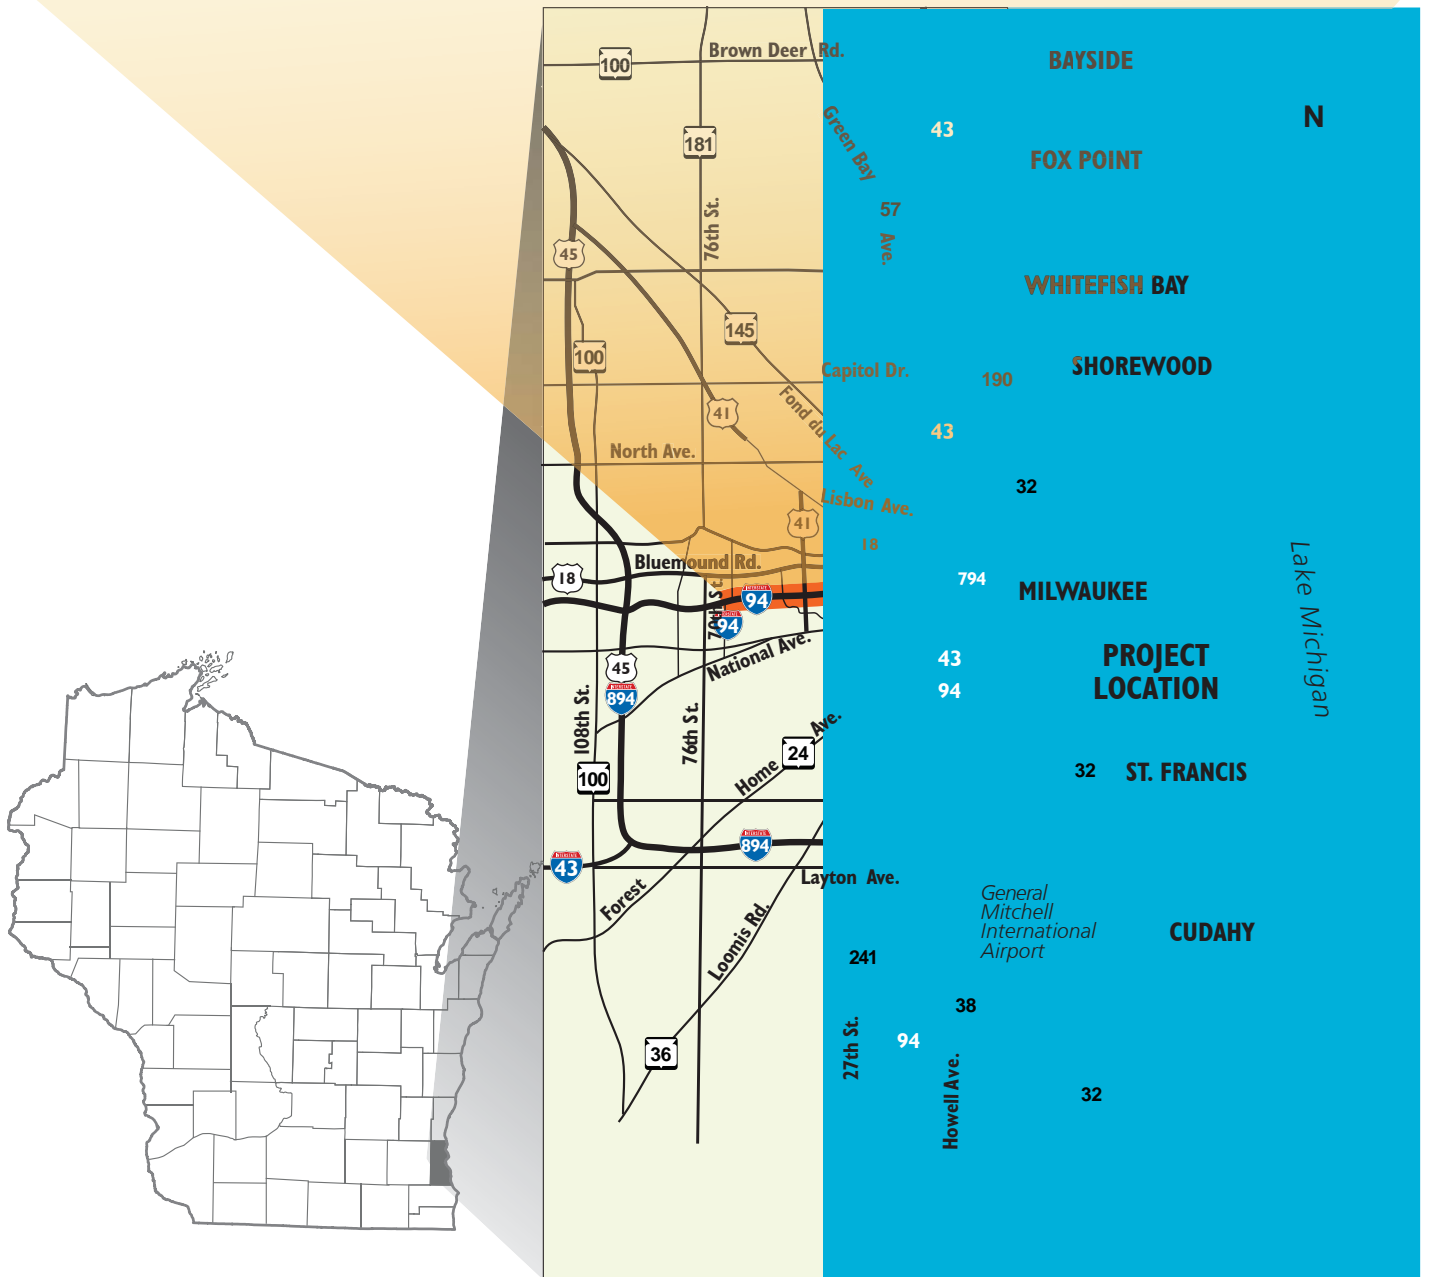 Brown Deer Rd.
BAYSIDE
100
N
43
Green Bay
181
FOX POINT
57
76th St.
Ave.
45
WHITEFISH BAY
145
100
SHOREWOOD
Capitol Dr.
190
41
Fond du Lac Ave
43
North Ave.
32
Lisbon Ave.
41
18
Bluemound Rd.
18
794
MILWAUKEE
Lake Michigan
94
70th St.
94
National Ave.
45
43
PROJECT
LOCATION
94
894
108th St.
76th St.
Ave.
24
Home
100
32
ST. FRANCIS
894
43
Layton Ave.
Forest
General
Mitchell
International
Airport
Loomis Rd.
CUDAHY
241
38
27th St.
94
36
Howell Ave.
32